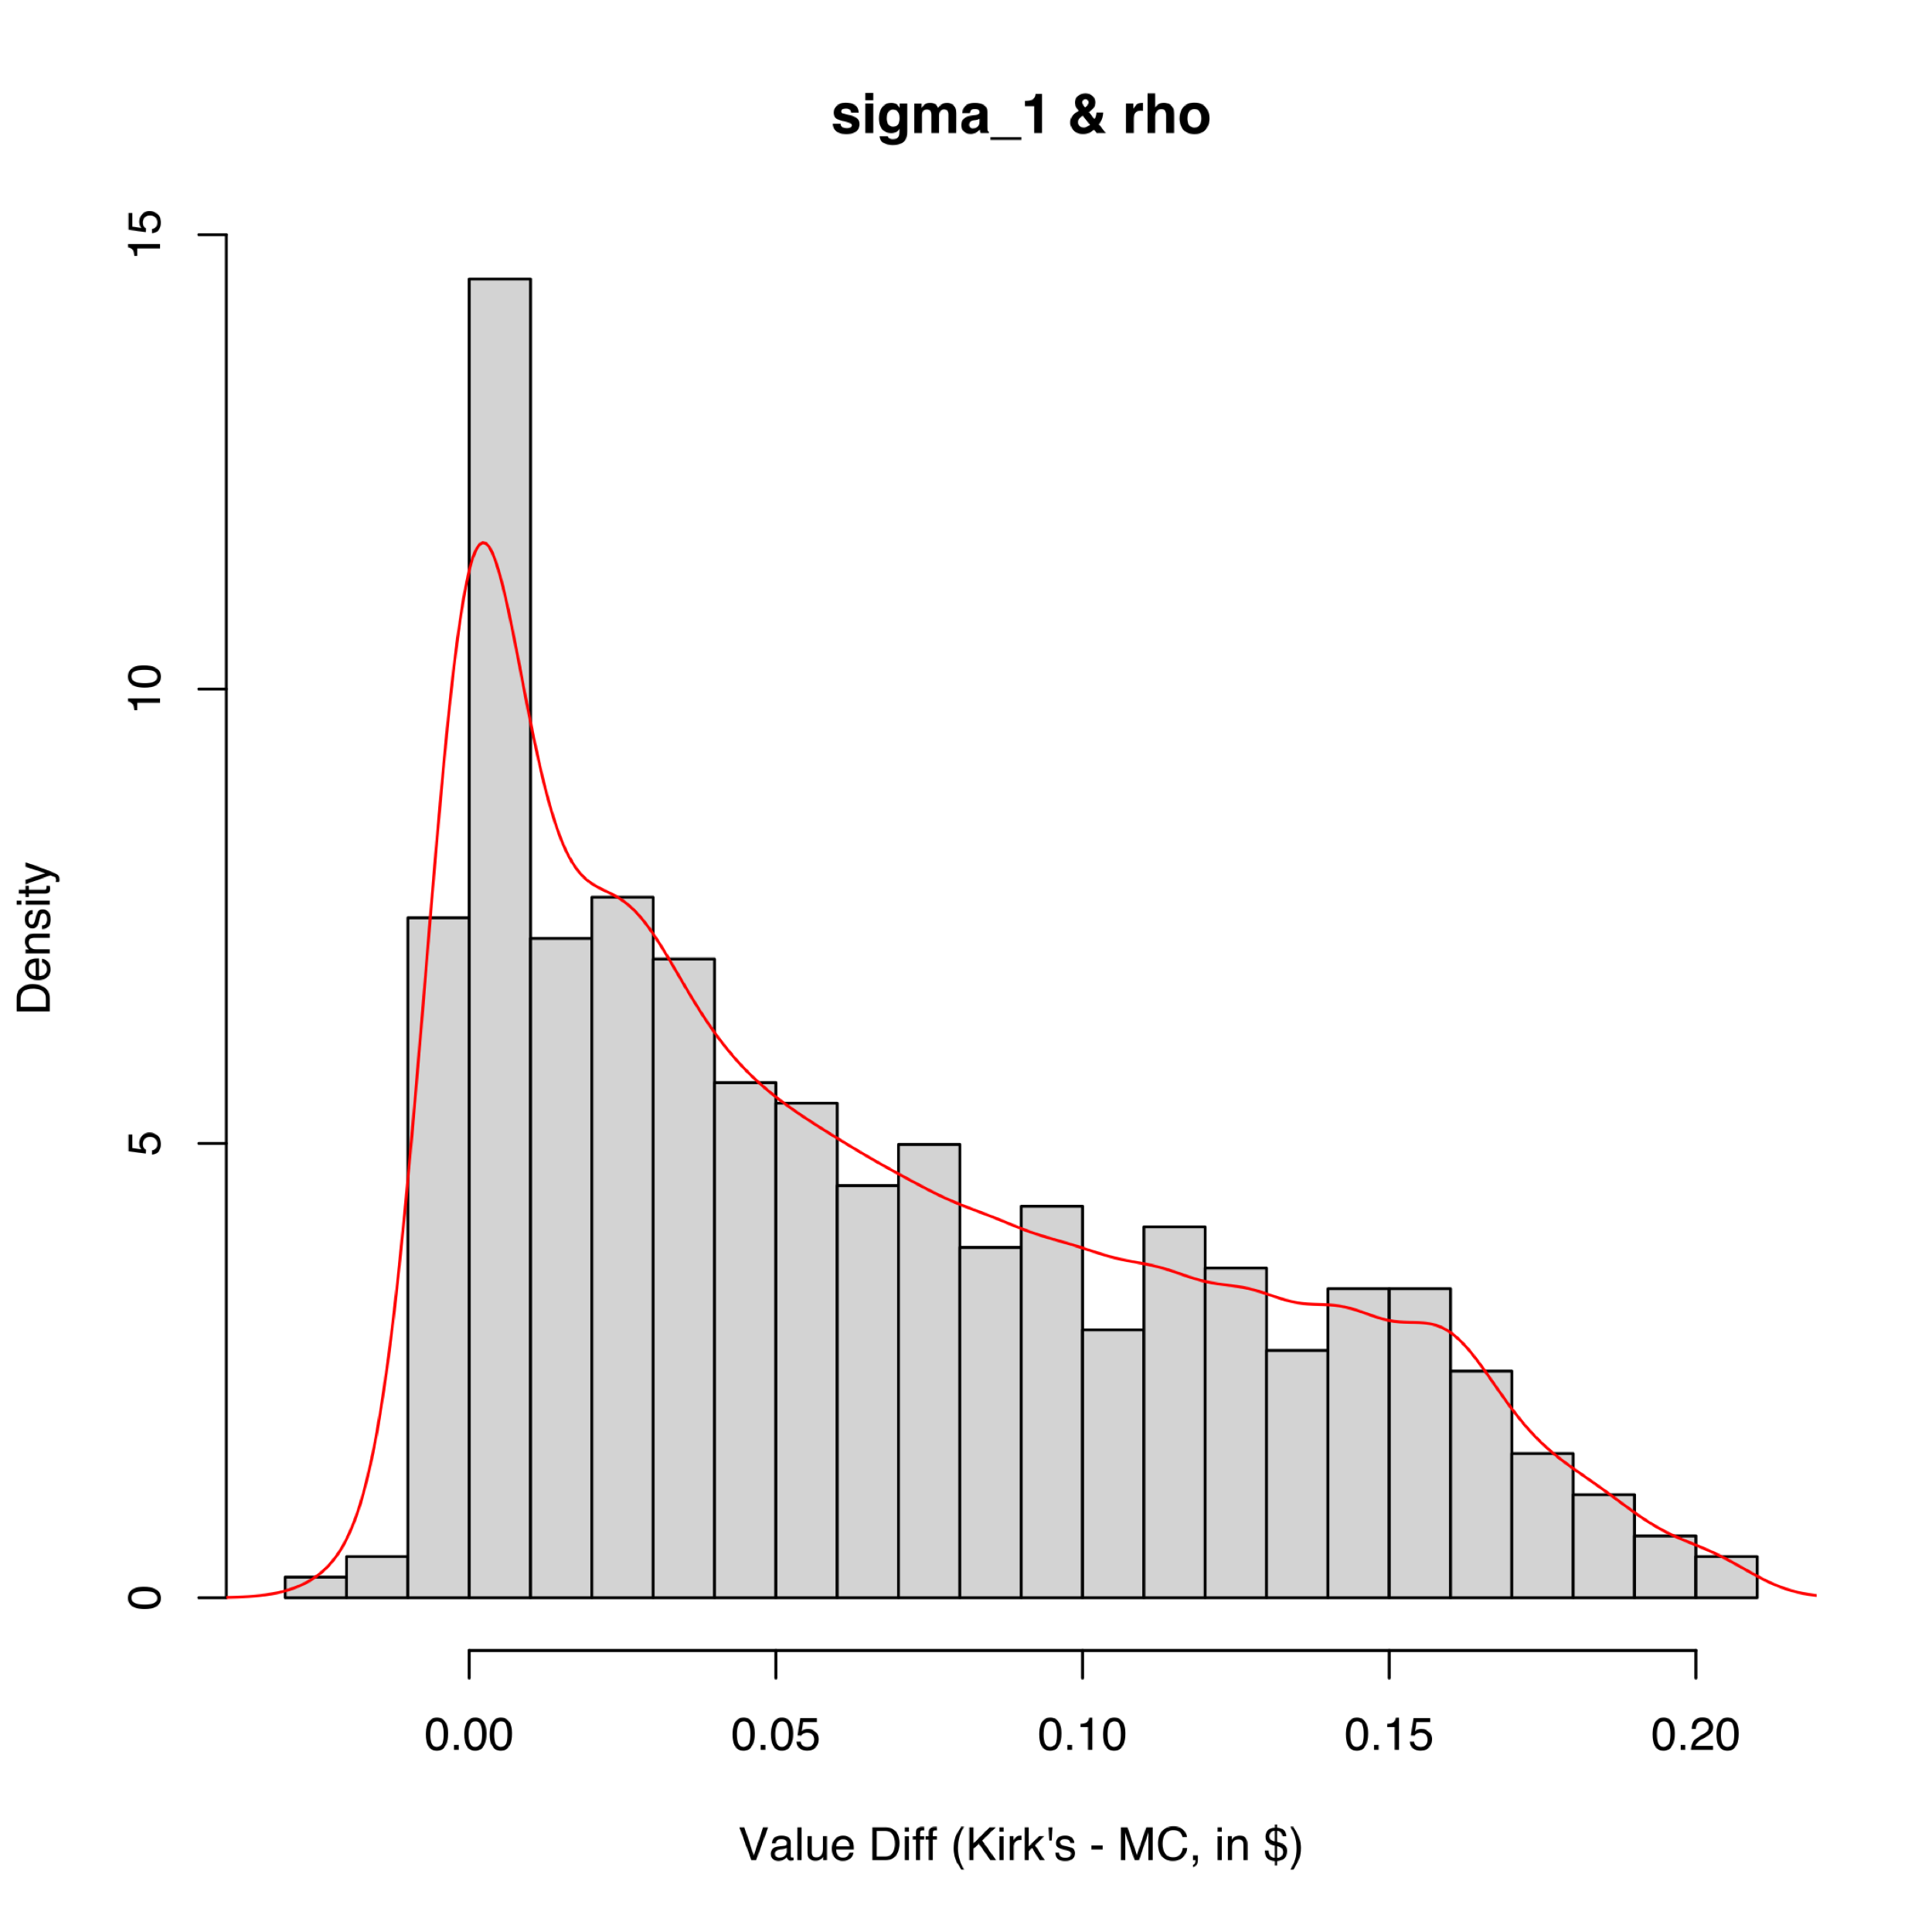 sigma_1 & rho
15
10
5
0
Density
0.00 0.05 0.10 0.15 0.20
Value Diff (Kirk's - MC, in $)